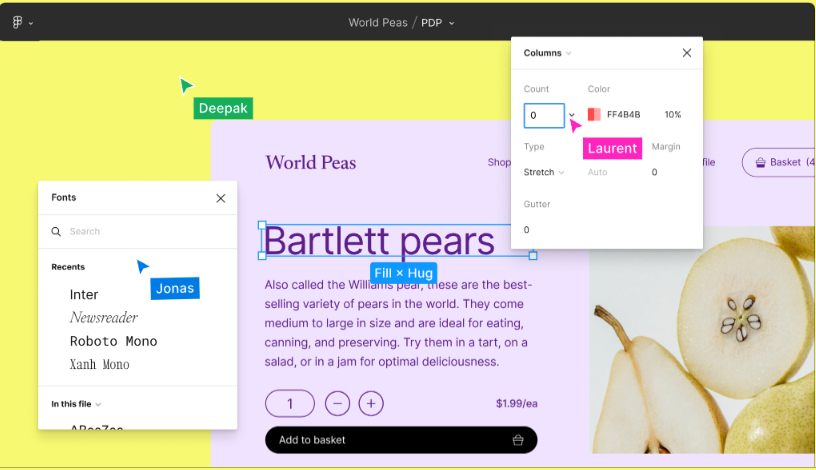 World Peas / PDP
Columns
Count
Color
0
FF4B4B
10%
Deepak
Laurent
Type
Margin
Stretch
Auto
0
Gutter
0
World Peas
Shop
Basket (4
Fonts
Search
Recents
Jonas
Inter
Newsreader
Roboto Mono
Xanh Mono
In this file
ABeeZee
Bartlett pears
Fill × Hug
Also called the Williams pear, these are the best-
selling variety of pears in the world. They come
medium to large in size and are ideal for eating,
canning, and preserving. Try them in a tart, on a
salad, or in a jam for optimal deliciousness.
1
$1.99/ea
Add to basket